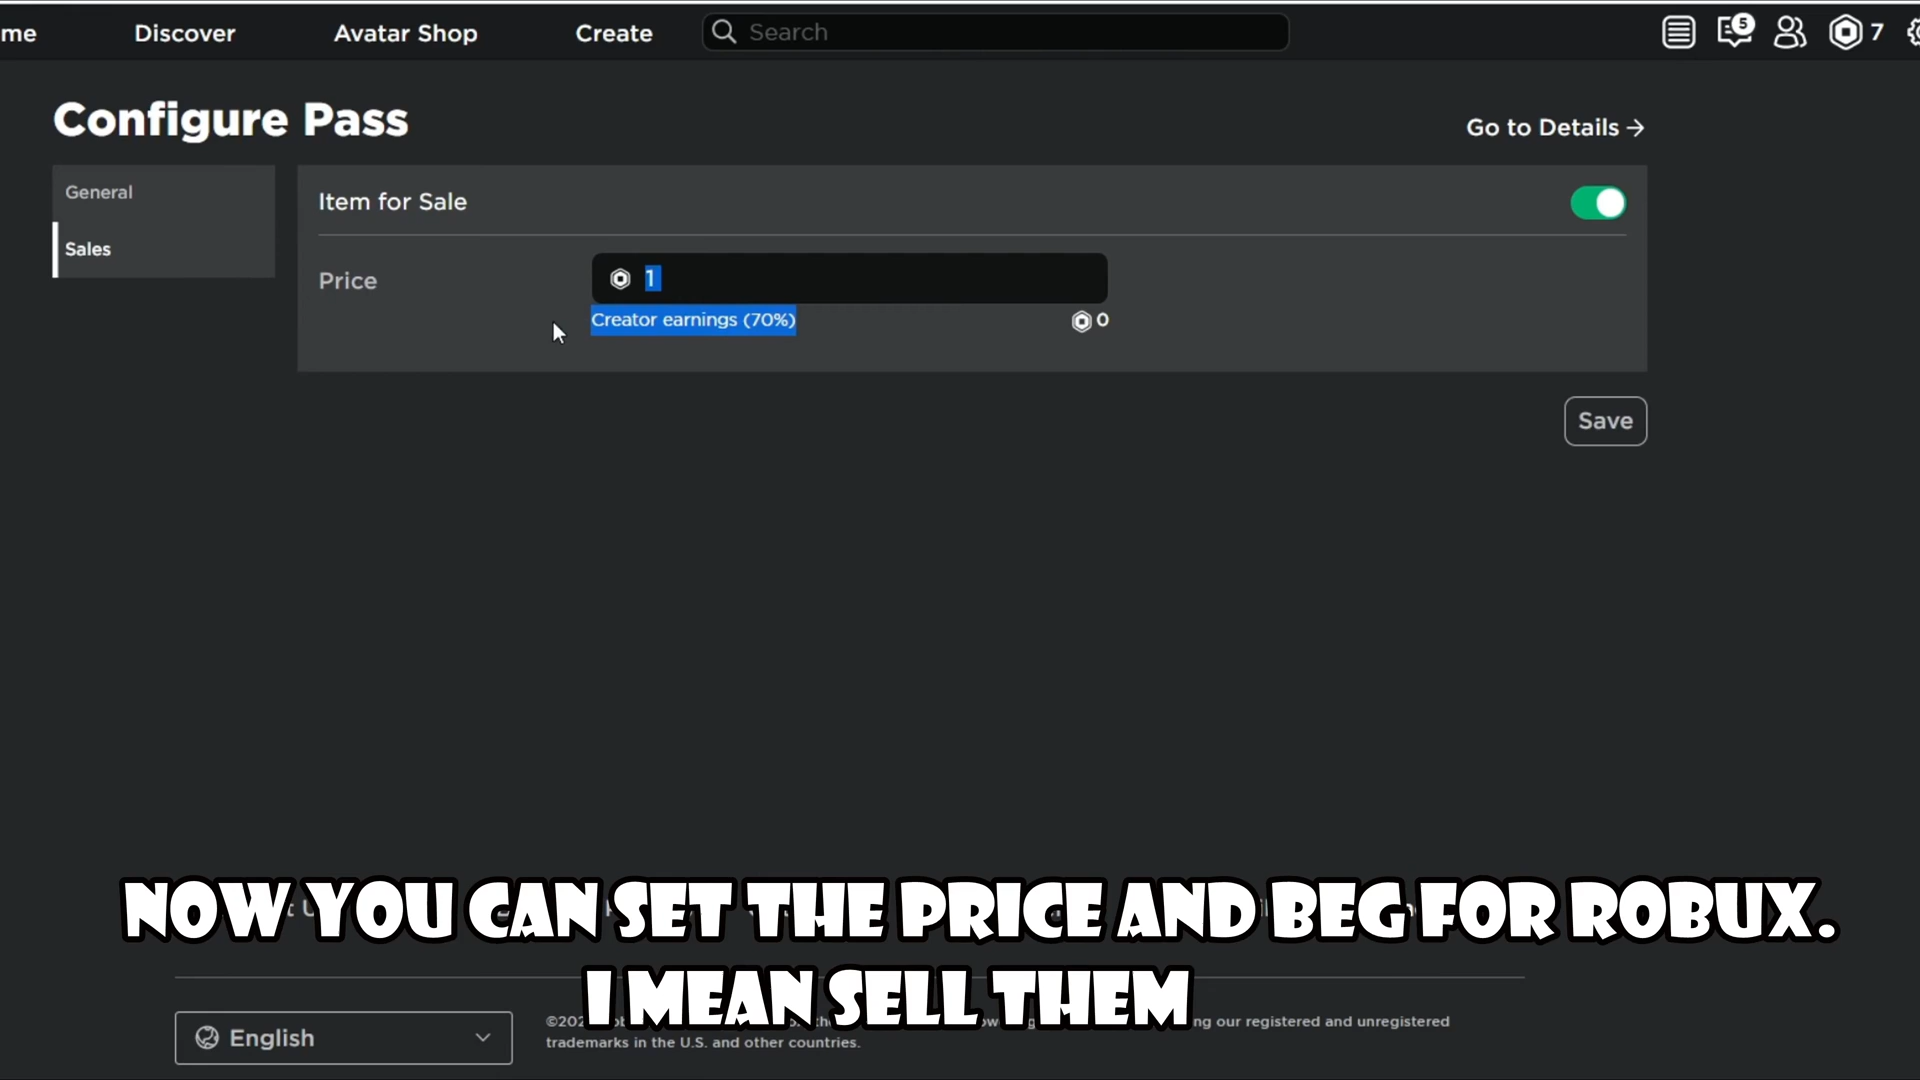 me Discover Avatar Shop Create Search 5 7
Configure Pass
Go to Details →
General
Item for Sale
Sales
Price
1
Creator earnings (70%) 0
Save
NOW YOU CAN SET THE PRICE AND BEG FOR ROBUX.
I MEAN SELL THEM
English
ng our registered and unregistered
trademarks in the U.S. and other countries.